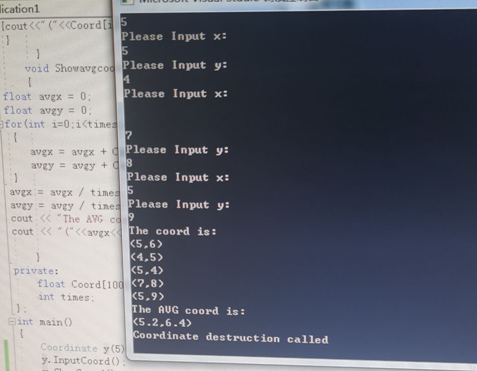 lication1
{cout<<"("<<Coord[i
}
}
void Showavgcoo
{
float avgx = 0;
float avgy = 0;
for(int i=0;i<times
{
avgx = avgx + C
avgy = avgy + C
}
avgx = avgx / times
avgy = avgy / times
cout << "The AVG co
cout << "("<<avgx<<
}
private:
float Coord[100
int times;
};
int main()
{
Coordinate y(5)
y.InputCoord();
5
Please Input x:
5
Please Input y:
4
Please Input x:
7
Please Input y:
8
Please Input x:
5
Please Input y:
9
The coord is:
(5,6)
(4,5)
(5,4)
(7,8)
(5,9)
The AVG coord is:
(5.2,6.4)
Coordinate destruction called